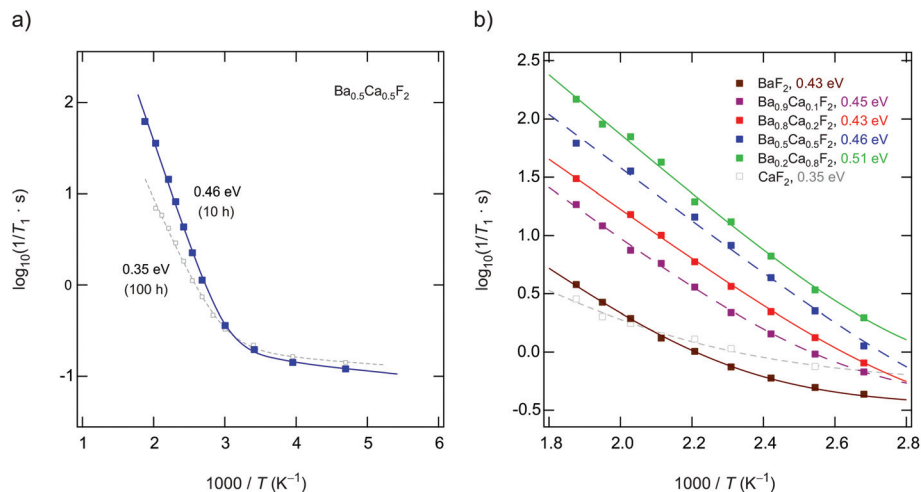 a)
b)
log10(1/T1 · s)
2
1
0
-1
1
2
3
4
5
6
1000 / T (K⁻¹)
Ba0.5Ca0.5F2
0.46 eV
(10 h)
0.35 eV
(100 h)
log10(1/T1 · s)
2.5
2.0
1.5
1.0
0.5
0.0
-0.5
1.8
2.0
2.2
2.4
2.6
2.8
1000 / T (K⁻¹)
BaF2, 0.43 eV
Ba0.9Ca0.1F2, 0.45 eV
Ba0.8Ca0.2F2, 0.43 eV
Ba0.5Ca0.5F2, 0.46 eV
Ba0.2Ca0.8F2, 0.51 eV
CaF2, 0.35 eV